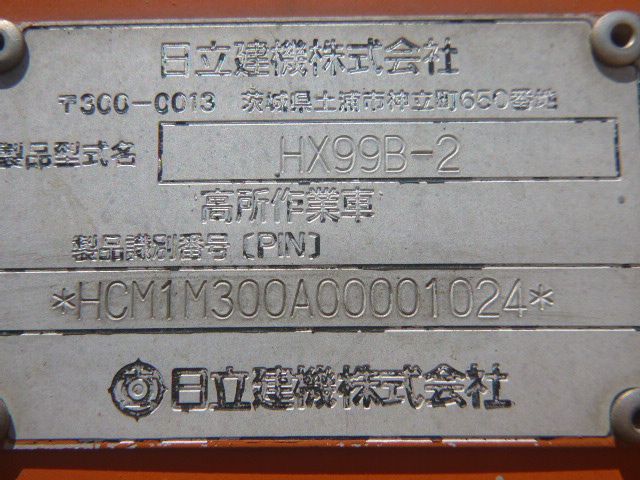 日立建機株式会社
〒300-0013 茨城県土浦市神立町650番地
製品型式名 HX99B-2
高所作業車
製品識別番号〔PIN〕
*HCM1M300A00001024*
日立建機株式会社